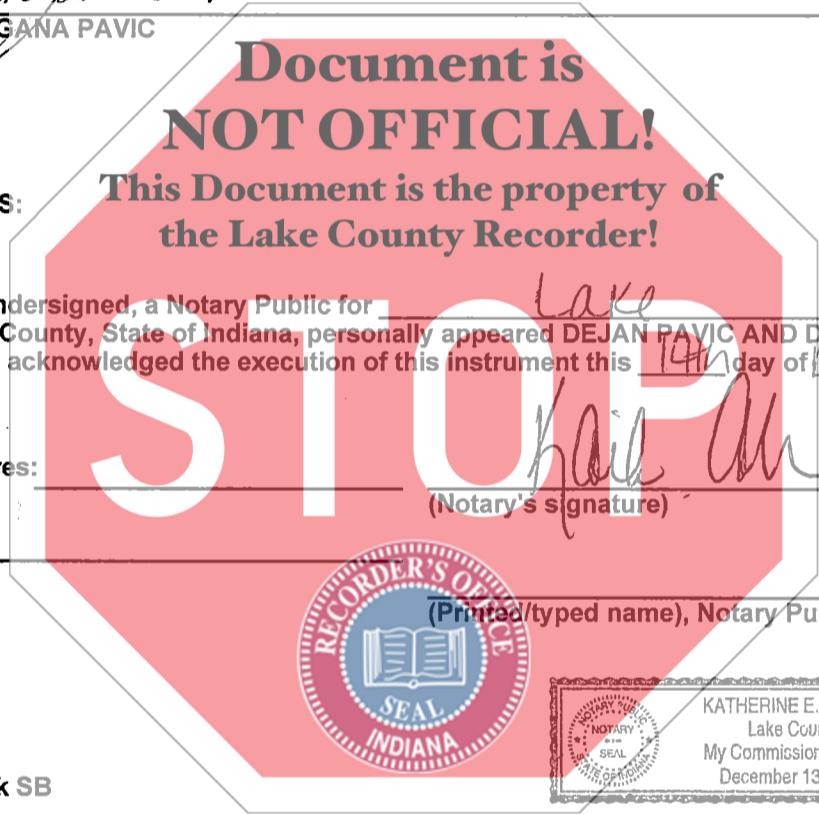 GANA PAVIC
Document is
NOT OFFICIAL!
This Document is the property of
the Lake County Recorder!
S:
ndersigned, a Notary Public for Lake
County, State of Indiana, personally appeared DEJAN PAVIC AND D
acknowledged the execution of this instrument this 14th day of
STOP
es:
(Notary's signature)
(Printed/typed name), Notary Pu
RECORDER'S OFFICE
SEAL
INDIANA
NOTARY PUBLIC
NOTARY
SEAL
STATE OF INDIANA
KATHERINE E.
Lake Cou
My Commission
December 13
k SB